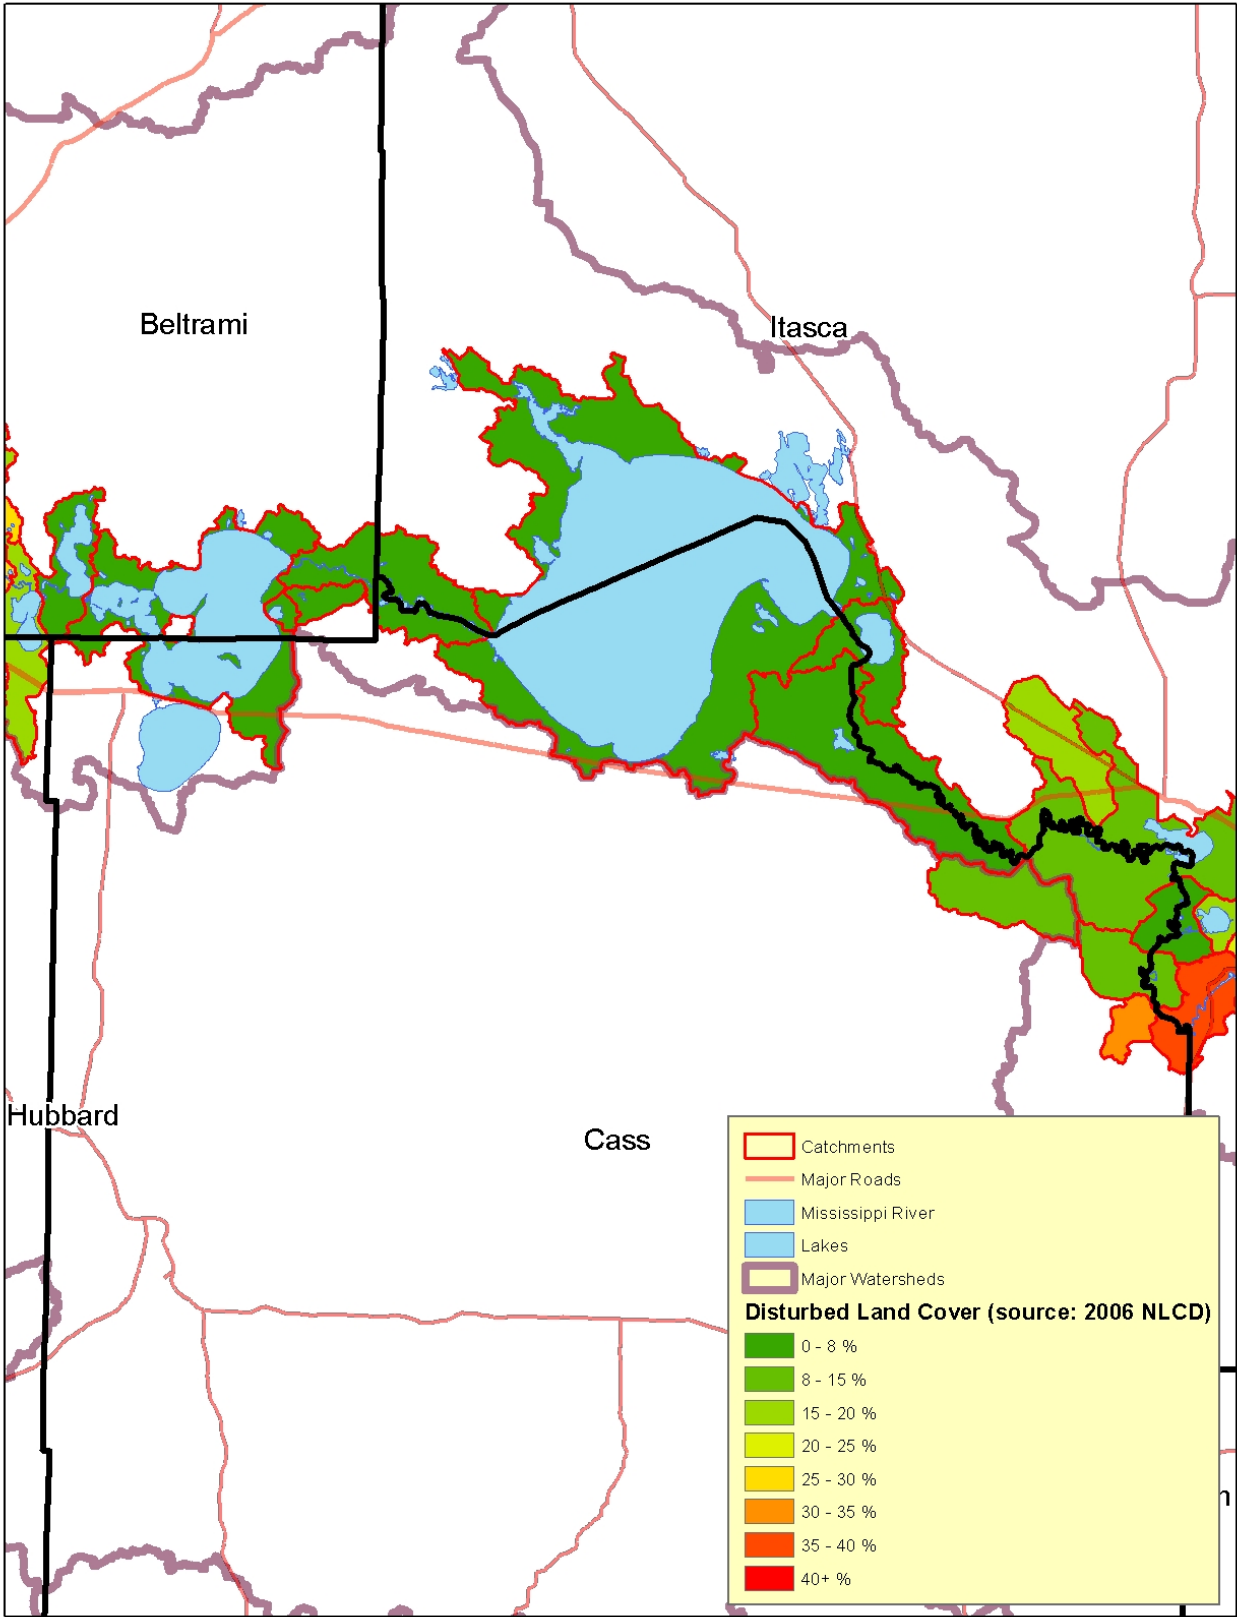 Beltrami
Itasca
Hubbard
Cass
Catchments
Major Roads
Mississippi River
Lakes
Major Watersheds
Disturbed Land Cover (source: 2006 NLCD)
0 - 8 %
8 - 15 %
15 - 20 %
20 - 25 %
25 - 30 %
30 - 35 %
35 - 40 %
40+ %